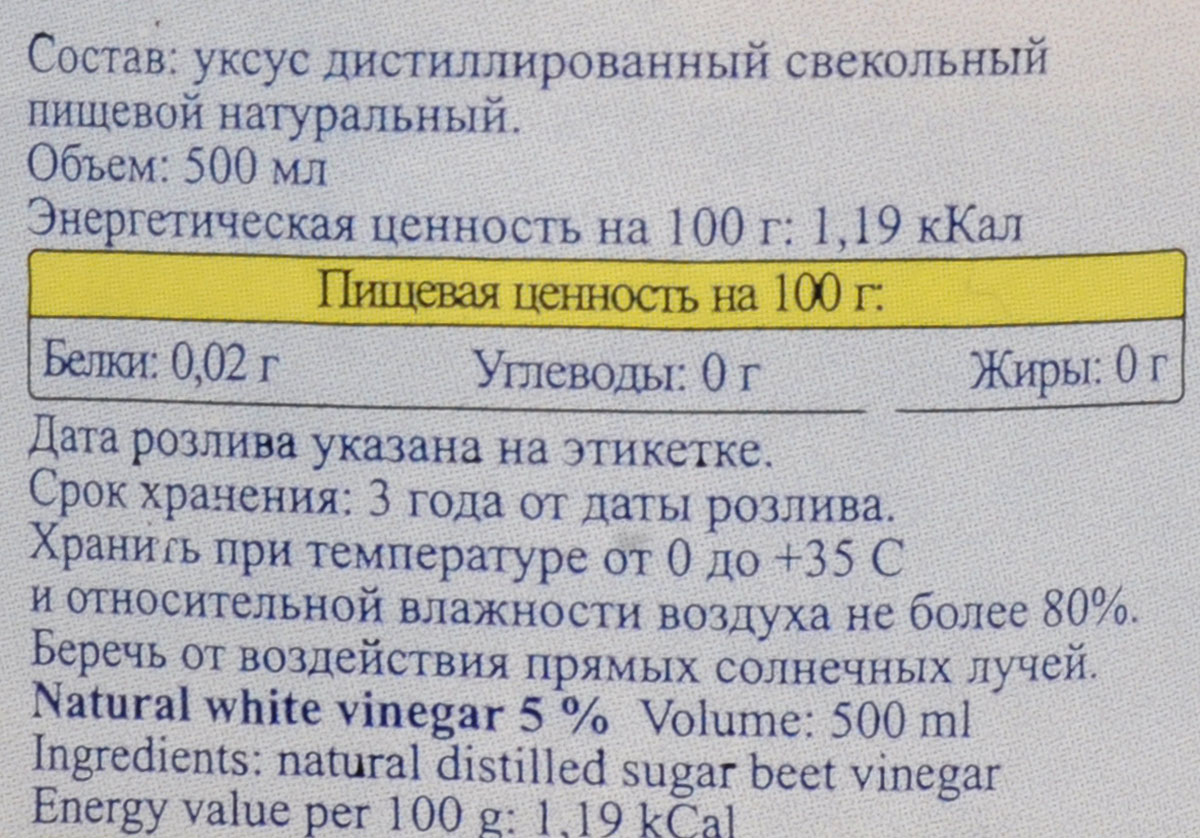 Состав: уксус дистиллированный свекольный
пищевой натуральный.
Объем: 500 мл
Энергетическая ценность на 100 г: 1,19 кКал
Пищевая ценность на 100 г:
Белки: 0,02 г Углеводы: 0 г Жиры: 0 г
Дата розлива указана на этикетке.
Срок хранения: 3 года от даты розлива.
Хранить при температуре от 0 до +35 С
и относительной влажности воздуха не более 80%.
Беречь от воздействия прямых солнечных лучей.
Natural white vinegar 5 % Volume: 500 ml
Ingredients: natural distilled sugar beet vinegar
Energy value per 100 g: 1,19 kCal